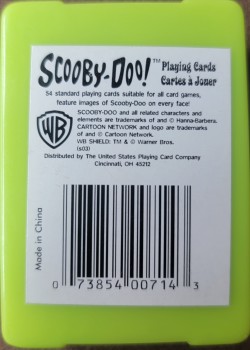 SCOOBY-DOO!™ Playing Cards
Cartes à Jouer
54 standard playing cards suitable for all card games,
feature images of Scooby-Doo on every face!
WB
SCOOBY-DOO and all related characters and
elements are trademarks of and © Hanna-Barbera.
CARTOON NETWORK and logo are trademarks
of and © Cartoon Network.
WB SHIELD: TM & © Warner Bros.
(s03)
Distributed by The United States Playing Card Company
Cincinnati, OH 45212
Made in China
0 73854 00714 3